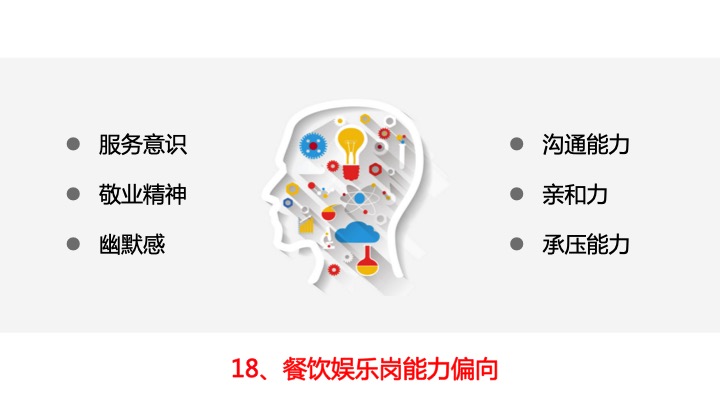 服务意识
敬业精神
幽默感
沟通能力
亲和力
承压能力
18、餐饮娱乐岗能力偏向